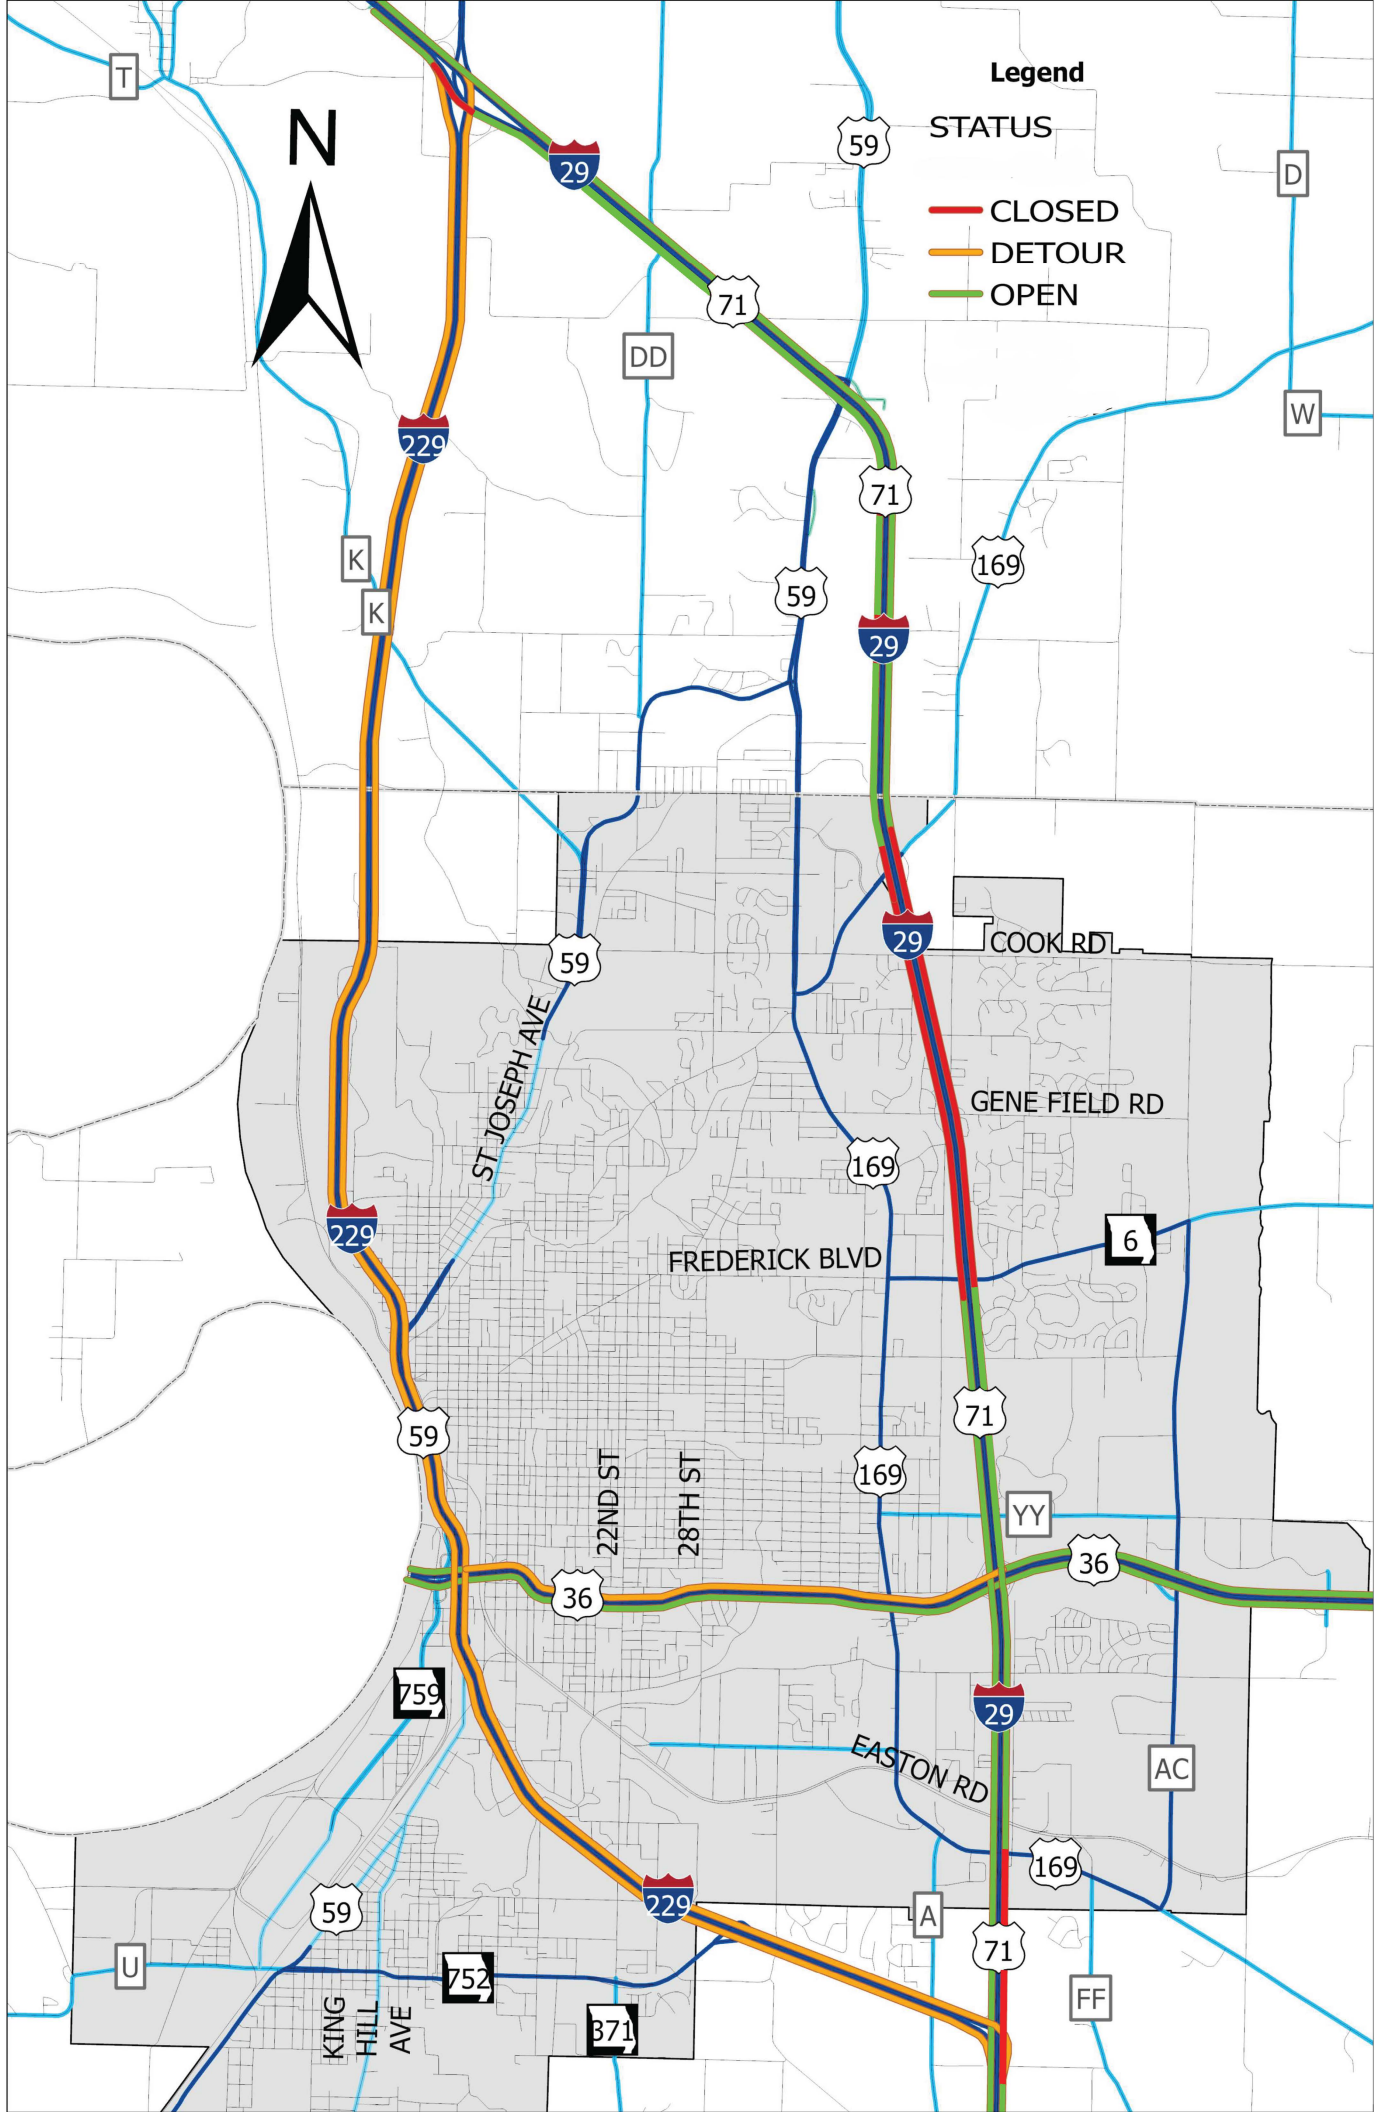 Legend
STATUS
CLOSED
DETOUR
OPEN
T
N
59
D
29
71
DD
W
229
71
K
169
59
K
29
29
COOK RD
59
ST JOSEPH AVE
GENE FIELD RD
169
229
6
FREDERICK BLVD
71
59
169
22ND ST
28TH ST
YY
36
36
759
29
EASTON RD
AC
169
229
59
A
71
U
752
FF
KING
HILL
AVE
371